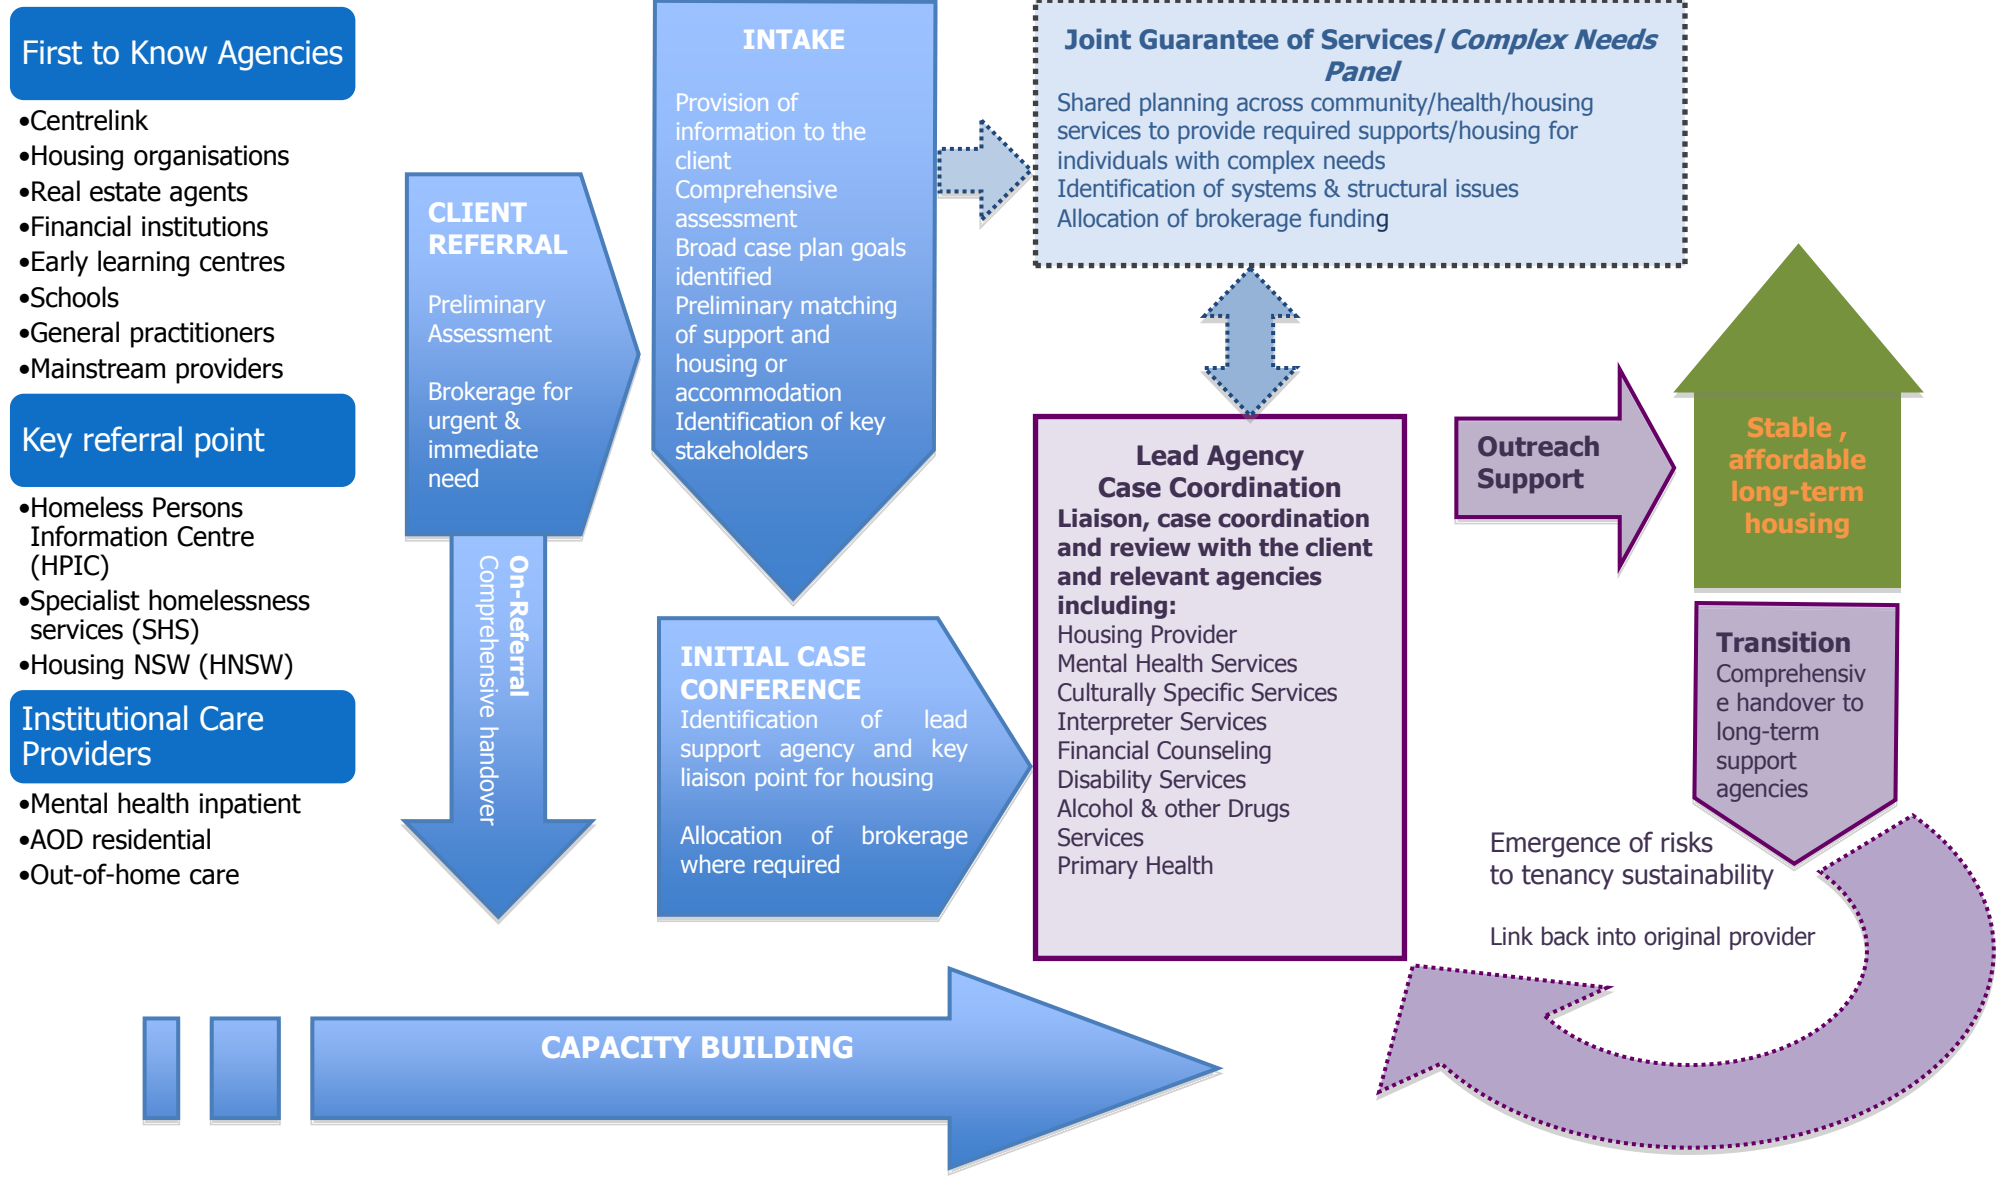 First to Know Agencies
•Centrelink
•Housing organisations
•Real estate agents
•Financial institutions
•Early learning centres
•Schools
•General practitioners
•Mainstream providers
Key referral point
•Homeless Persons
Information Centre
(HPIC)
•Specialist homelessness
services (SHS)
•Housing NSW (HNSW)
Institutional Care
Providers
•Mental health inpatient
•AOD residential
•Out-of-home care
CLIENT
REFERRAL
Preliminary
Assessment
Brokerage for
urgent &
immediate
need
On-Referral
Comprehensive handover
INTAKE
Provision of
information to the
client
Comprehensive
assessment
Broad case plan goals
identified
Preliminary matching
of support and
housing or
accommodation
Identification of key
stakeholders
INITIAL CASE
CONFERENCE
Identification of lead
support agency and key
liaison point for housing
Allocation of brokerage
where required
Joint Guarantee of Services/Complex Needs
Panel
Shared planning across community/health/housing
services to provide required supports/housing for
individuals with complex needs
Identification of systems & structural issues
Allocation of brokerage funding
Lead Agency
Case Coordination
Liaison, case coordination
and review with the client
and relevant agencies
including:
Housing Provider
Mental Health Services
Culturally Specific Services
Interpreter Services
Financial Counseling
Disability Services
Alcohol & other Drugs
Services
Primary Health
Outreach
Support
Stable ,
affordable
long-term
housing
Transition
Comprehensiv
e handover to
long-term
support
agencies
Emergence of risks
to tenancy sustainability
Link back into original provider
CAPACITY BUILDING